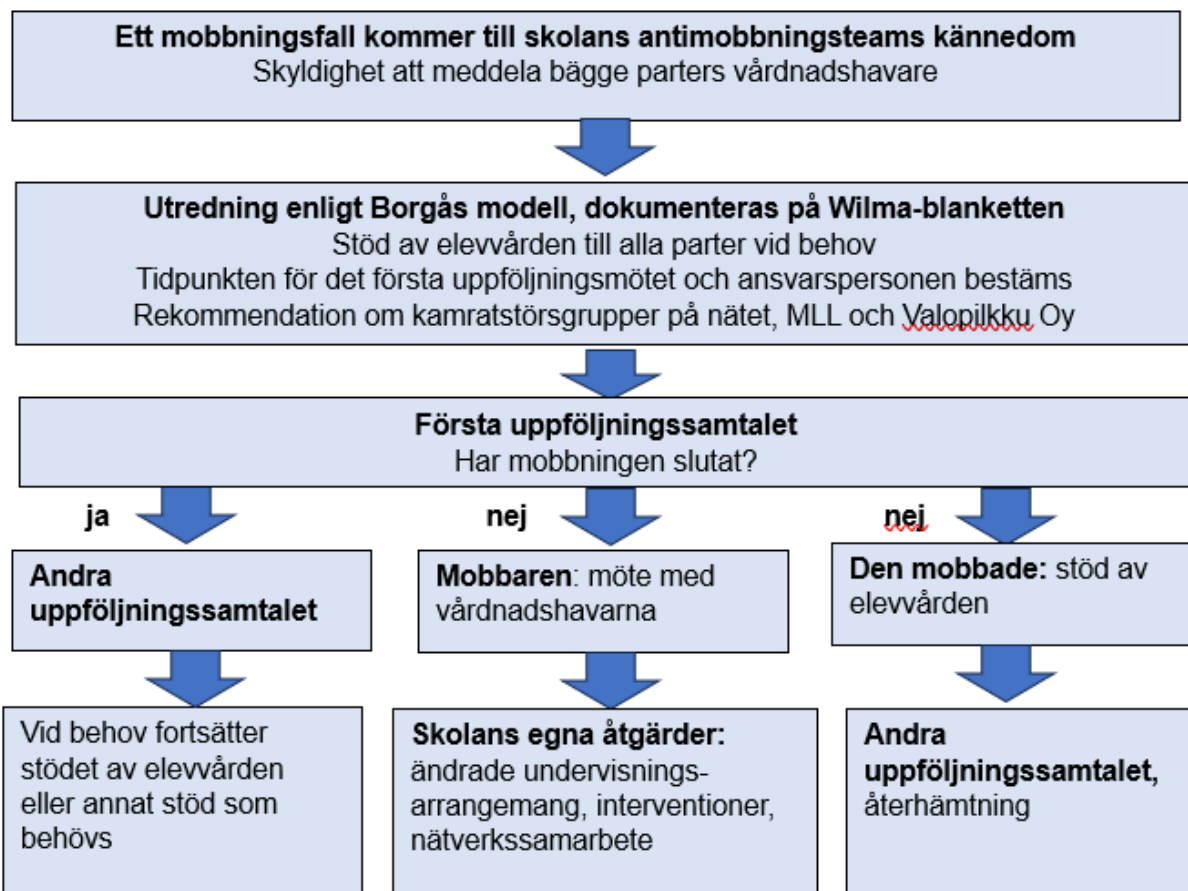 Ett mobbningsfall kommer till skolans antimobbningsteams kännedom
Skyldighet att meddela bägge parters vårdnadshavare
Utredning enligt Borgås modell, dokumenteras på Wilma-blanketten
Stöd av elevvården till alla parter vid behov
Tidpunkten för det första uppföljningsmötet och ansvarspersonen bestäms
Rekommendation om kamratstörsgrupper på nätet, MLL och Valopilkku Oy
Första uppföljningssamtalet
Har mobbningen slutat?
ja
nej
nej
Andra
uppföljningssamtalet
Mobbaren: möte med
vårdnadshavarna
Den mobbade: stöd av
elevvården
Vid behov fortsätter
stödet av elevvården
eller annat stöd som
behövs
Skolans egna åtgärder:
ändrade undervisnings-
arrangemang, interventioner,
nätverkssamarbete
Andra
uppföljningssamtalet,
återhämtning